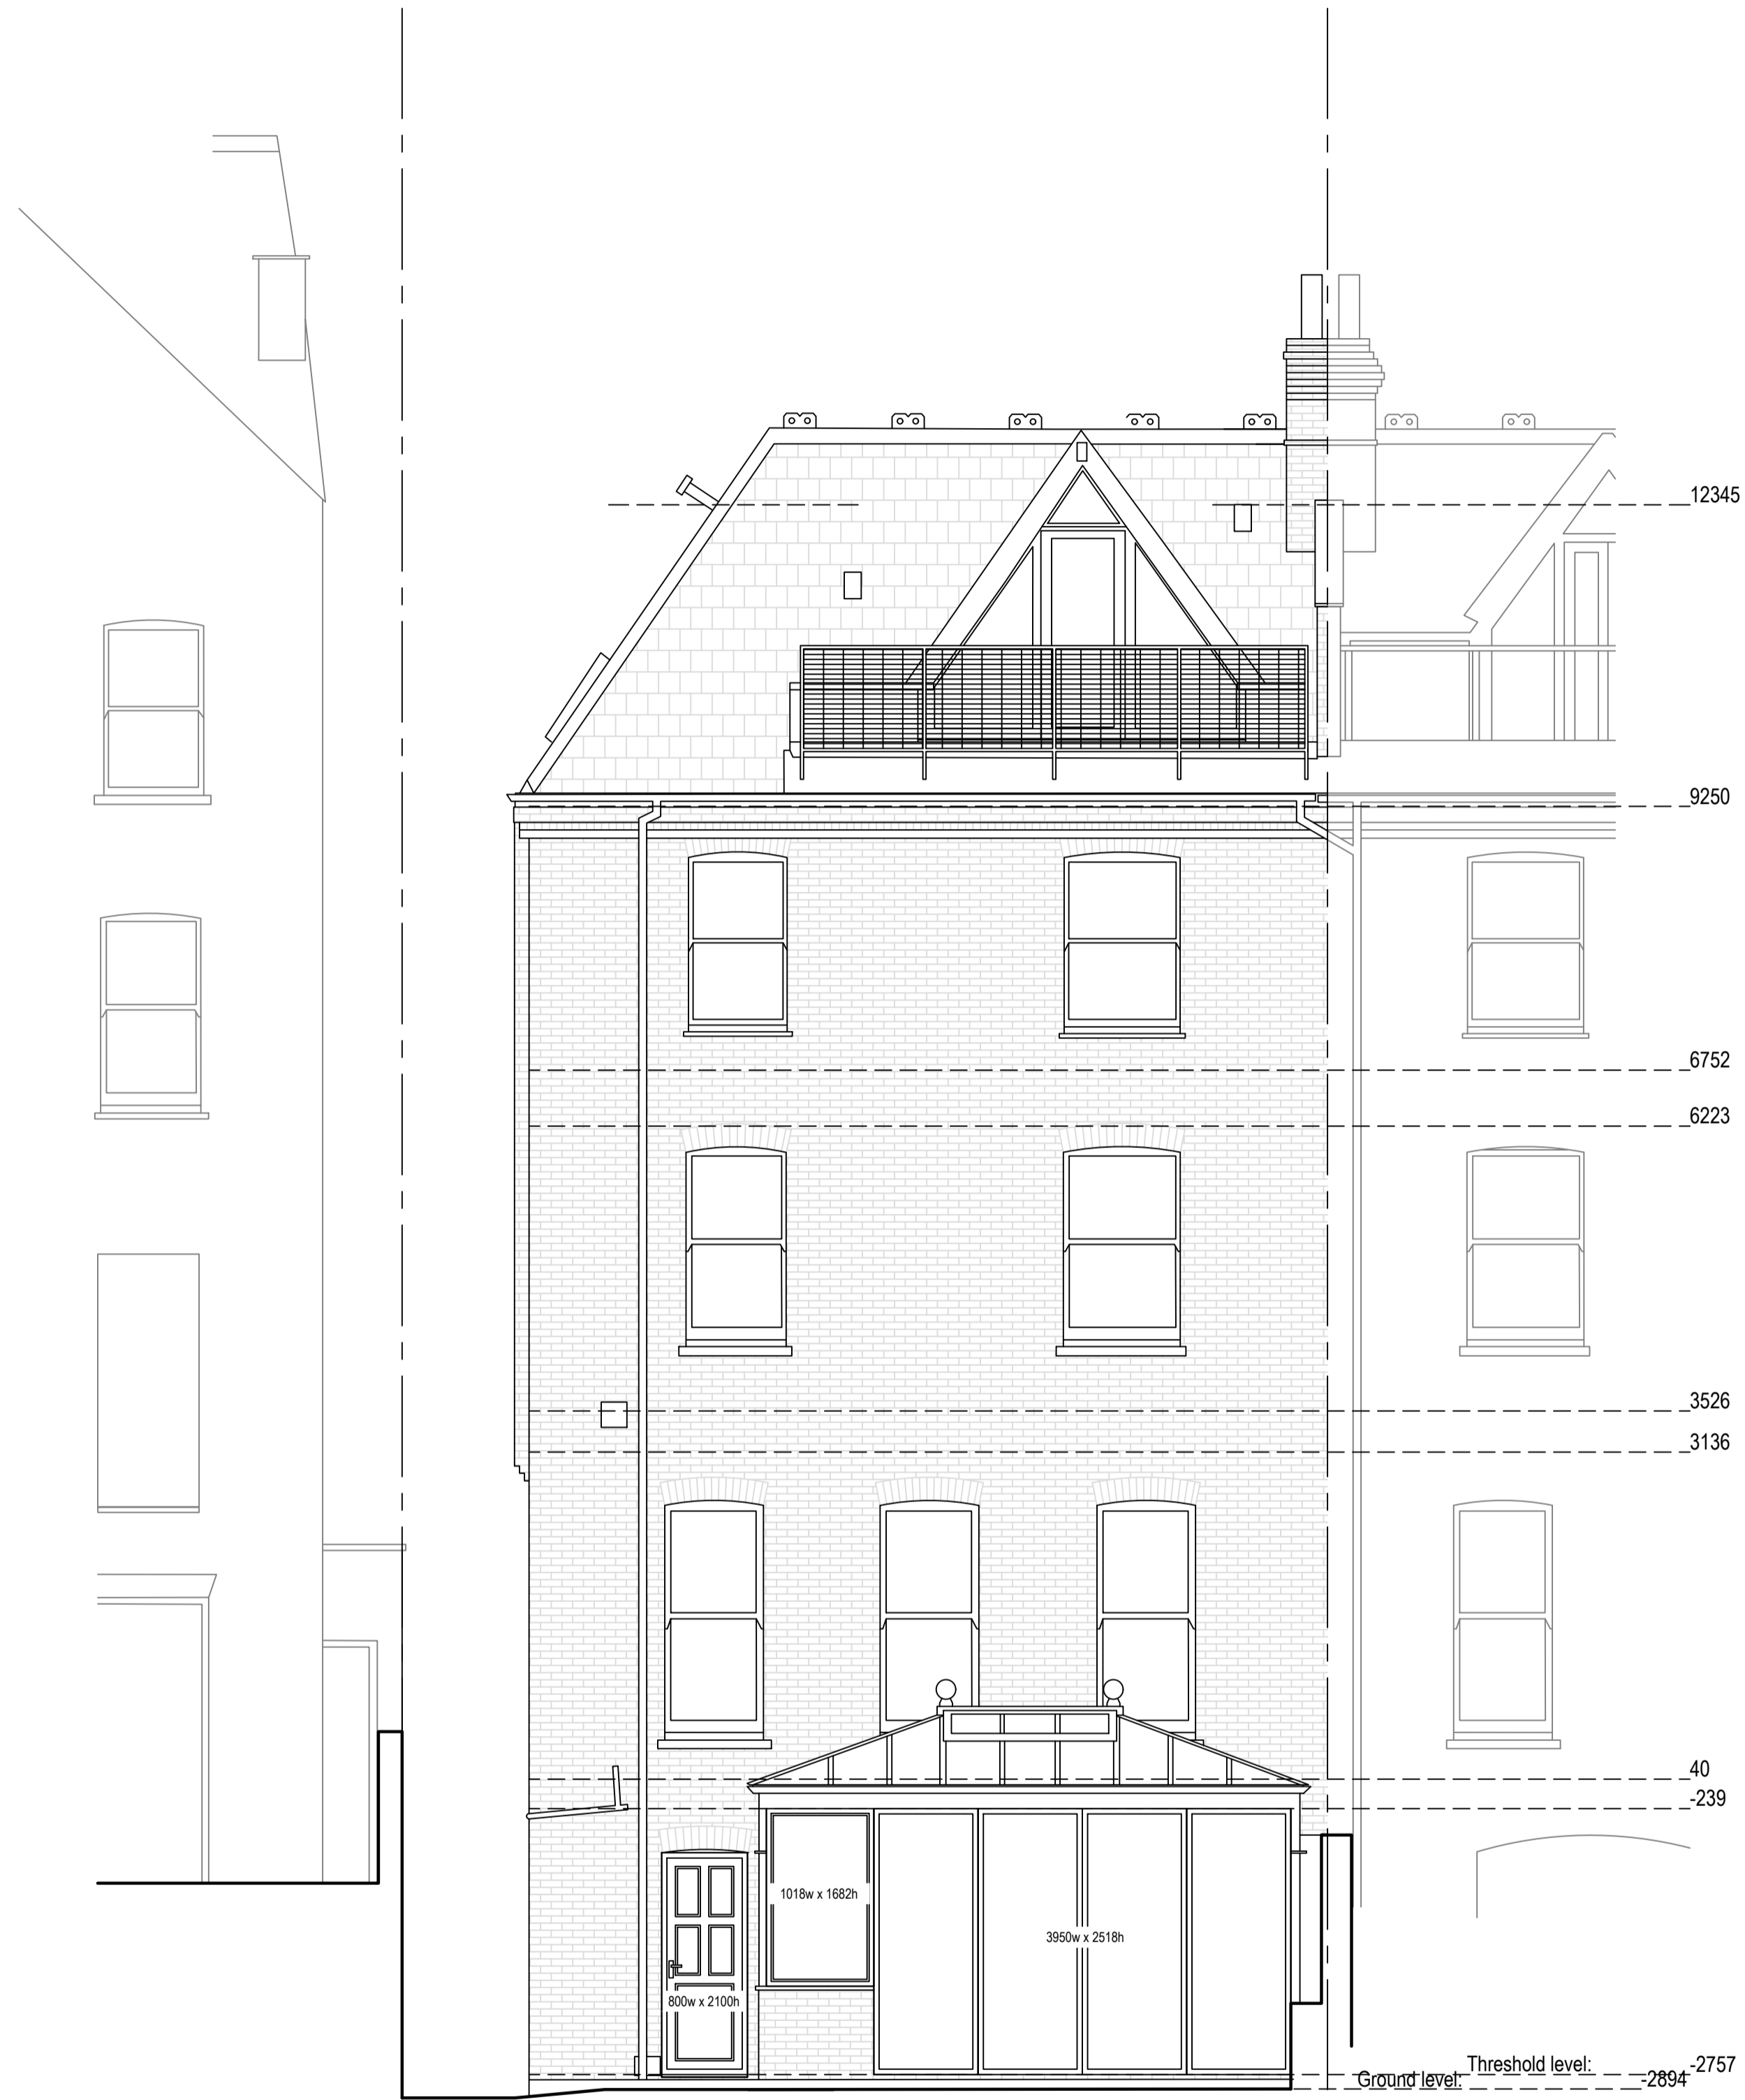 12345
9250
6752
6223
3526
3136
40
-239
1018w x 1682h
3950w x 2518h
800w x 2100h
Threshold level: -2757
Ground level: -2894